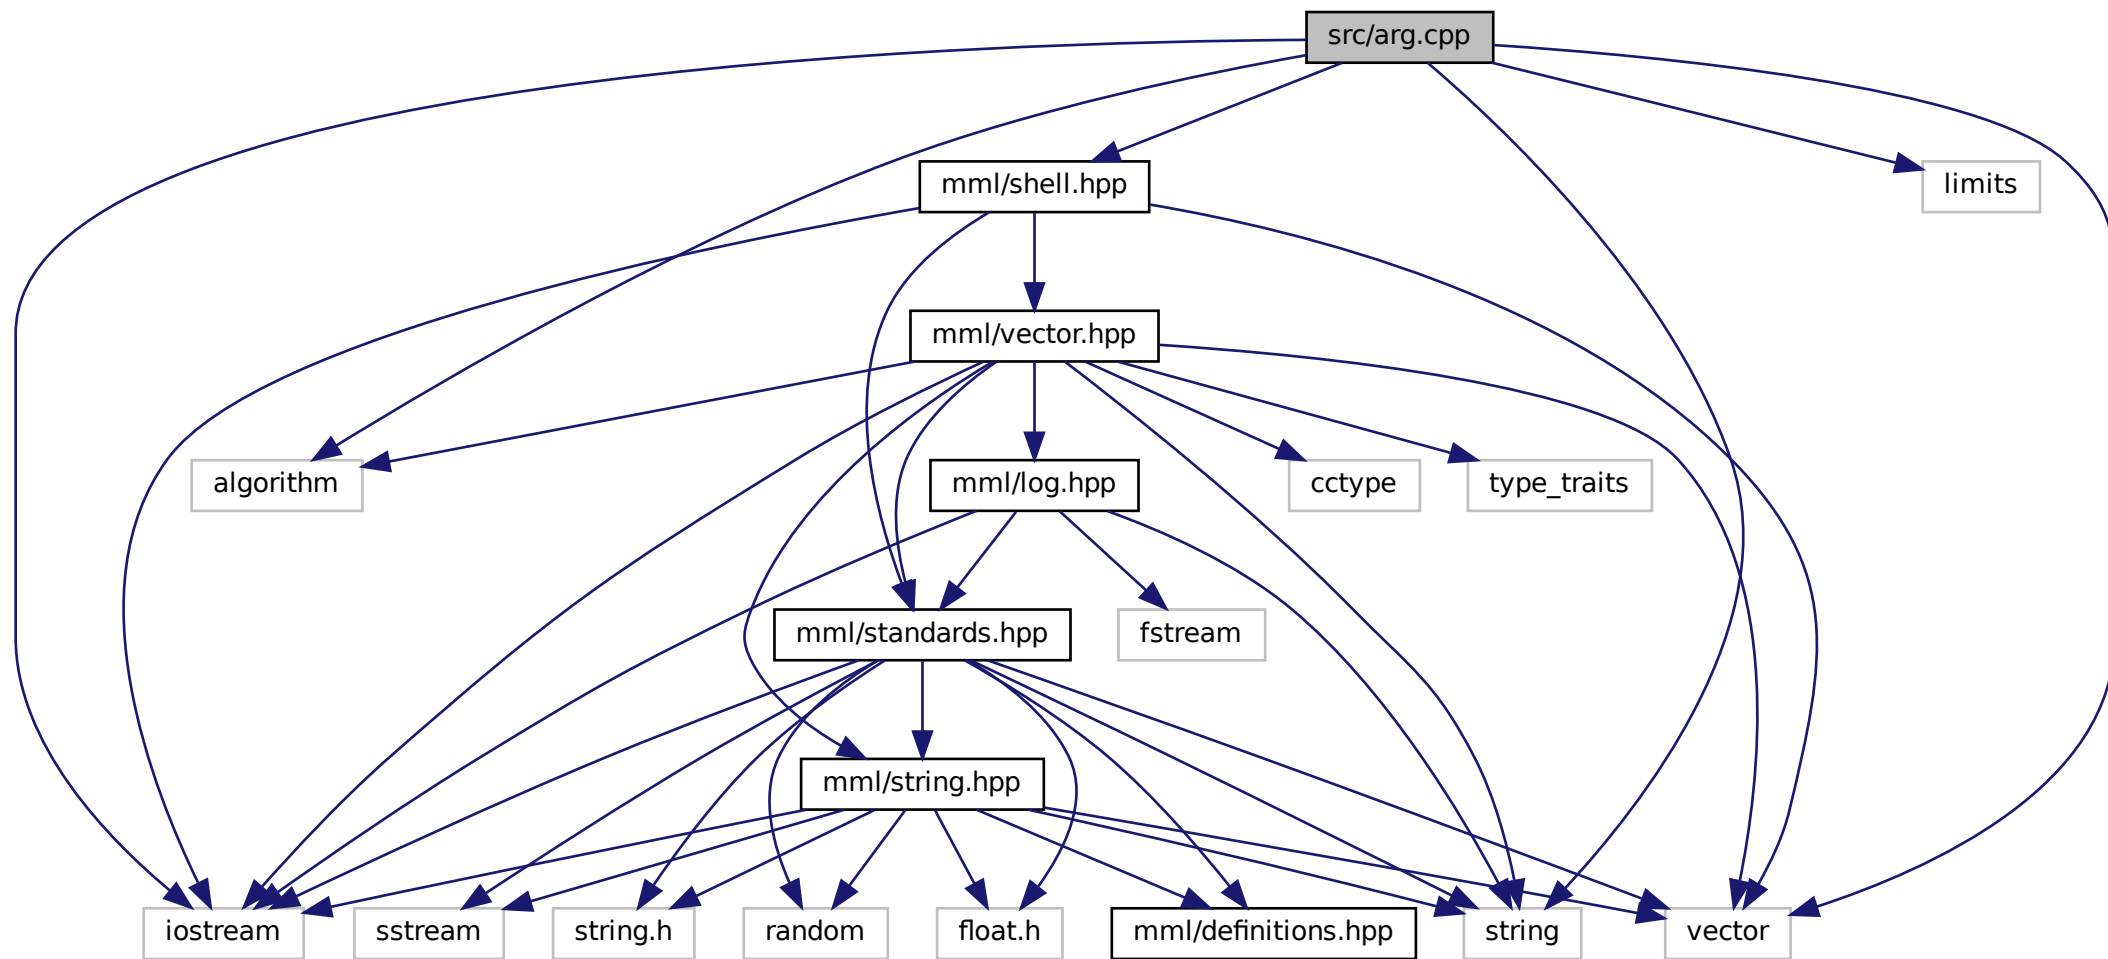 src/arg.cpp
mml/shell.hpp
limits
mml/vector.hpp
algorithm
mml/log.hpp
cctype
type_traits
mml/standards.hpp
fstream
mml/string.hpp
iostream
sstream
string.h
random
float.h
mml/definitions.hpp
string
vector